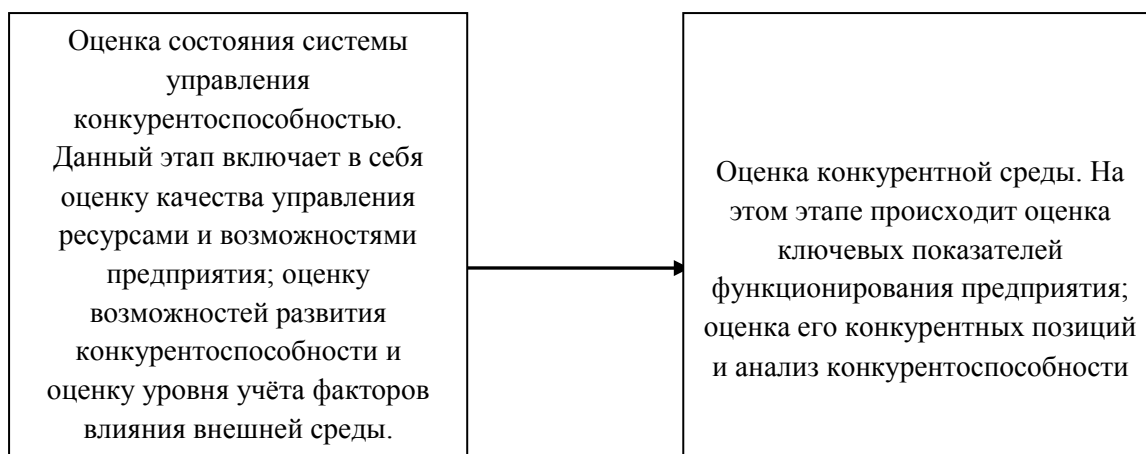 Оценка состояния системы
управления
конкурентоспособностью.
Данный этап включает в себя
оценку качества управления
ресурсами и возможностями
предприятия; оценку
возможностей развития
конкурентоспособности и
оценку уровня учёта факторов
влияния внешней среды.
Оценка конкурентной среды. На
этом этапе происходит оценка
ключевых показателей
функционирования предприятия;
оценка его конкурентных позиций
и анализ конкурентоспособности